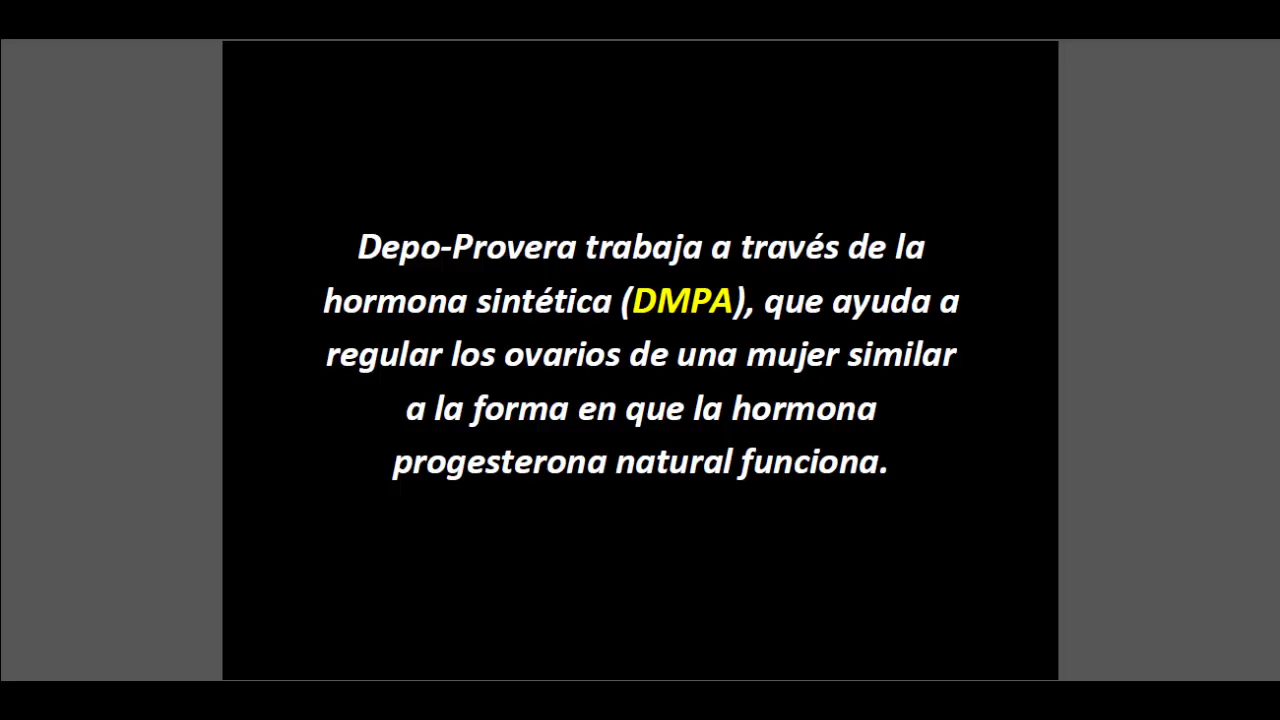 Depo-Provera trabaja a través de la
hormona sintética (DMPA), que ayuda a
regular los ovarios de una mujer similar
a la forma en que la hormona
progesterona natural funciona.